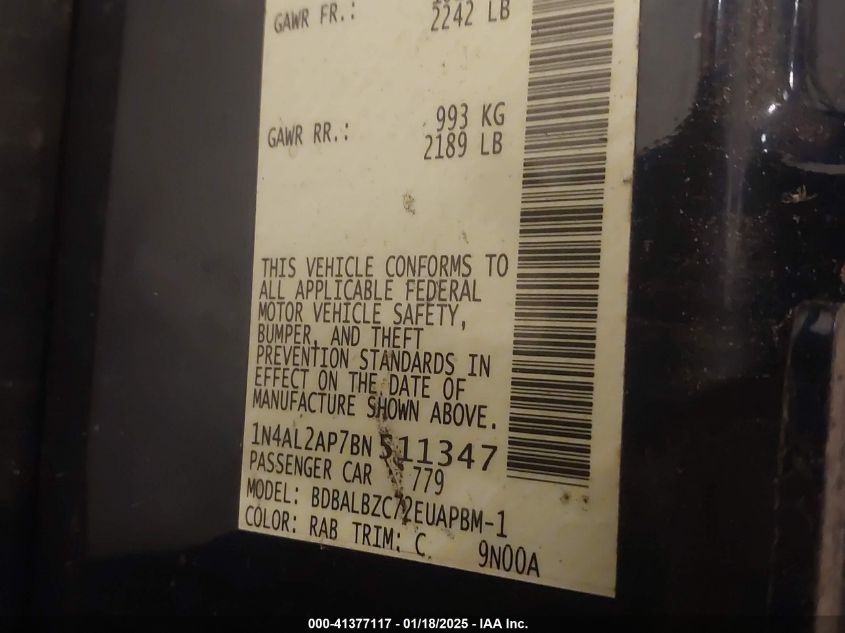 GAWR FR.:
2242 LB
993 KG
GAWR RR.:
2189 LB
THIS VEHICLE CONFORMS TO
ALL APPLICABLE FEDERAL
MOTOR VEHICLE SAFETY,
BUMPER, AND THEFT
PREVENTION STANDARDS IN
EFFECT ON THE DATE OF
MANUFACTURE SHOWN ABOVE.
1N4AL2AP7BN511347
PASSENGER CAR 779
MODEL: BDBALBZC72EUAPBM-1
COLOR: RAB TRIM: C 9N00A
000-41377117 - 01/18/2025 - IAA Inc.